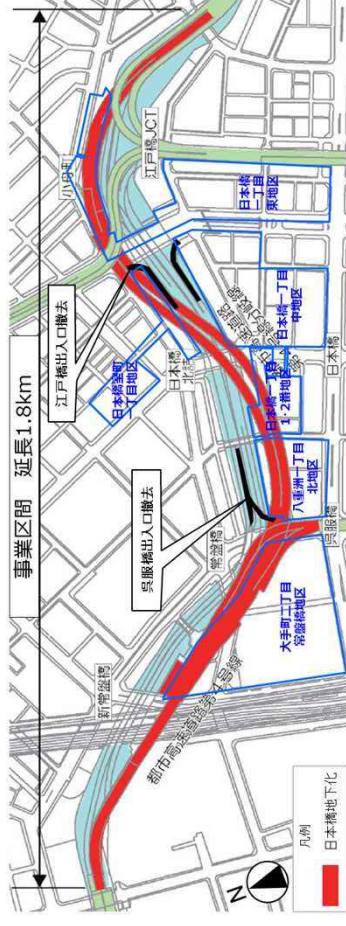 事業区間 延長1.8km
小舟町
江戸橋JCT
江戸橋出入口撤去
日本橋室町
一丁目地区
日本橋
一丁目
東地区
日本橋一丁目
中地区
日本橋一丁目
1・2番地区
日本橋
呉服橋出入口撤去
常盤橋
八重洲一丁目
北地区
呉服橋
大手町二丁目
常盤橋地区
新常盤橋
都市高速道路第4号線
N
凡例
日本橋地下化